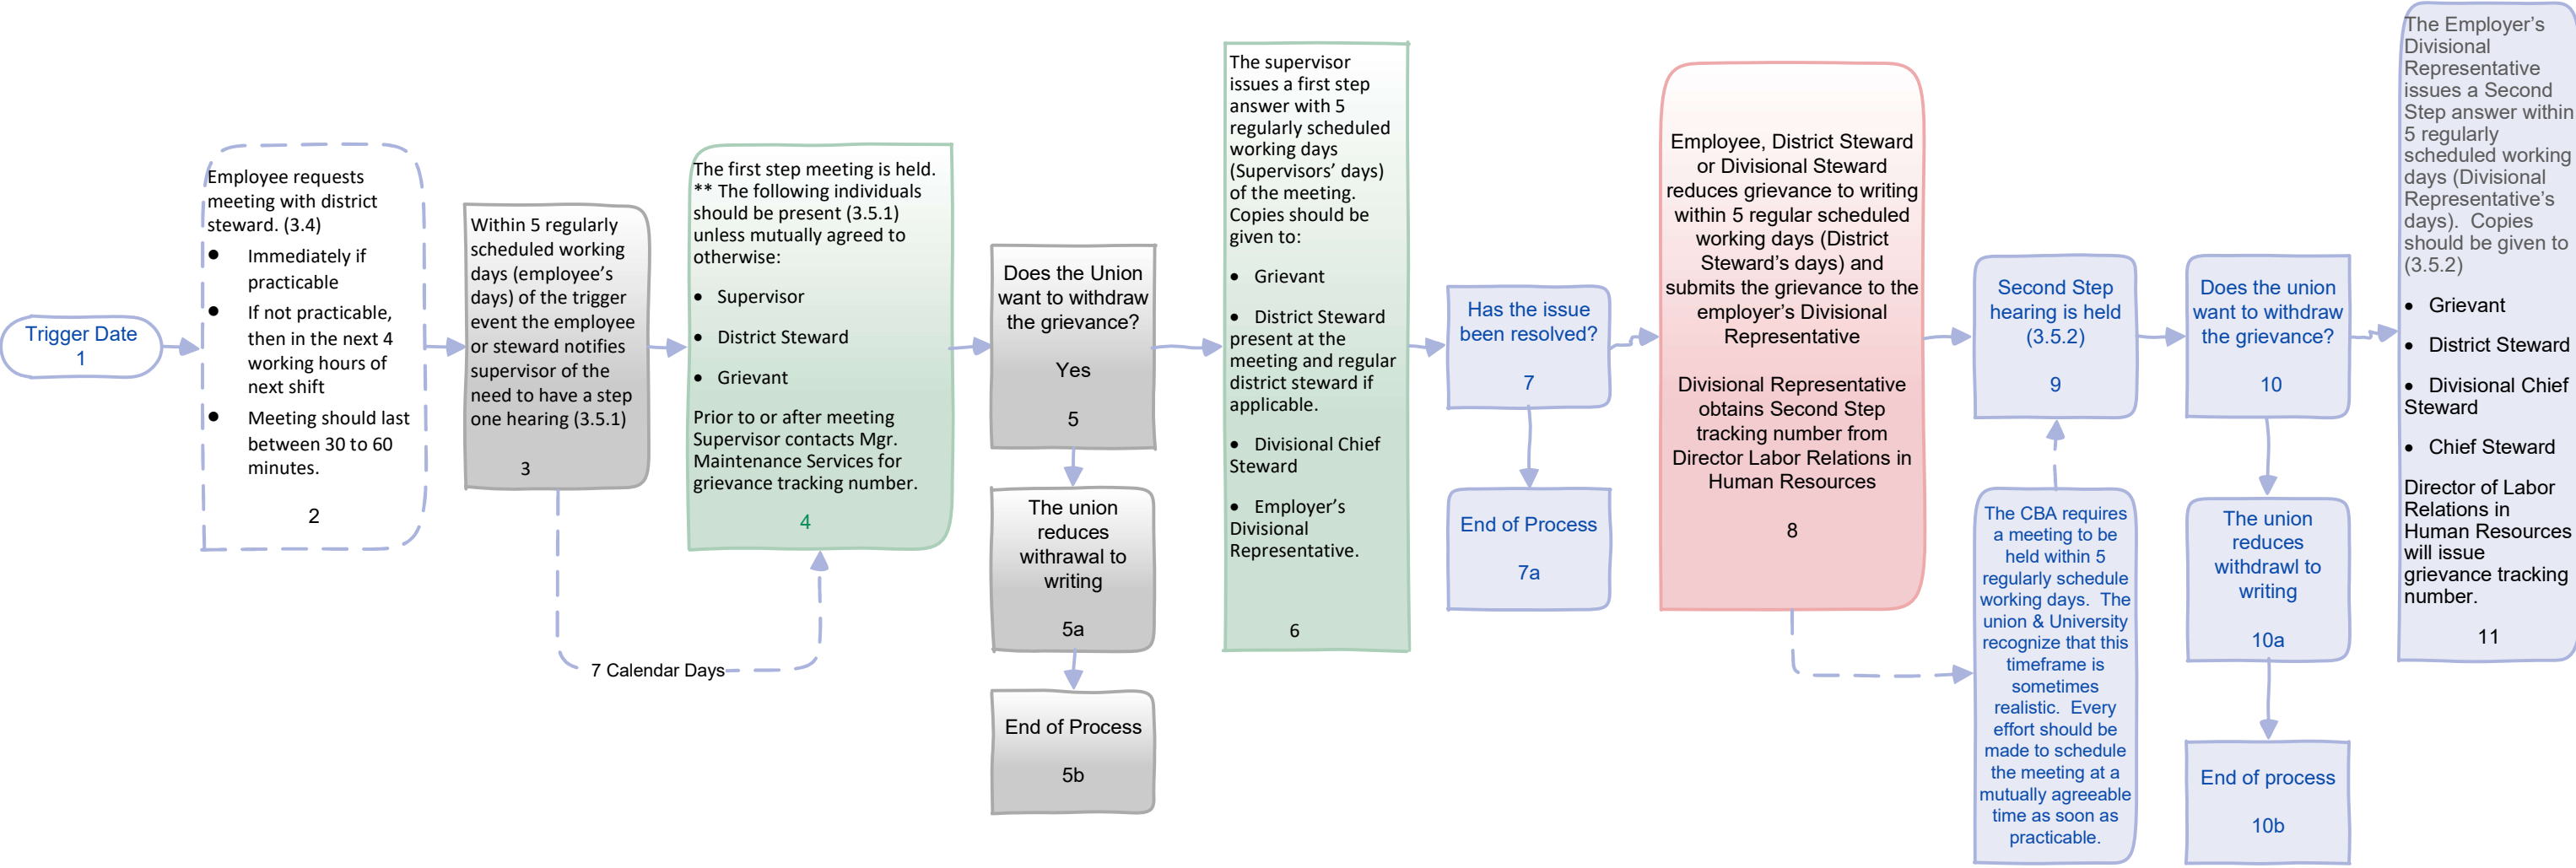 Trigger Date
1
Employee requests
meeting with district
steward. (3.4)
● Immediately if
practicable
● If not practicable,
then in the next 4
working hours of
next shift
● Meeting should last
between 30 to 60
minutes.
2
Within 5 regularly
scheduled working
days (employee’s
days) of the trigger
event the employee
or steward notifies
supervisor of the
need to have a step
one hearing (3.5.1)
3
7 Calendar Days
The first step meeting is held.
** The following individuals
should be present (3.5.1)
unless mutually agreed to
otherwise:
• Supervisor
• District Steward
• Grievant
Prior to or after meeting
Supervisor contacts Mgr.
Maintenance Services for
grievance tracking number.
4
Does the Union
want to withdraw
the grievance?
Yes
5
The union
reduces
withrawal to
writing
5a
End of Process
5b
The supervisor
issues a first step
answer with 5
regularly scheduled
working days
(Supervisors’ days)
of the meeting.
Copies should be
given to:
• Grievant
• District Steward
present at the
meeting and regular
district steward if
applicable.
• Divisional Chief
Steward
• Employer’s
Divisional
Representative.
6
Has the issue
been resolved?
7
End of Process
7a
Employee, District Steward
or Divisional Steward
reduces grievance to writing
within 5 regular scheduled
working days (District
Steward’s days) and
submits the grievance to the
employer’s Divisional
Representative
Divisional Representative
obtains Second Step
tracking number from
Director Labor Relations in
Human Resources
8
Second Step
hearing is held
(3.5.2)
9
The CBA requires
a meeting to be
held within 5
regularly schedule
working days. The
union & University
recognize that this
timeframe is
sometimes
realistic. Every
effort should be
made to schedule
the meeting at a
mutually agreeable
time as soon as
practicable.
Does the union
want to withdraw
the grievance?
10
The union
reduces
withdrawl to
writing
10a
End of process
10b
The Employer’s
Divisional
Representative
issues a Second
Step answer within
5 regularly
scheduled working
days (Divisional
Representative’s
days). Copies
should be given to
(3.5.2)
• Grievant
• District Steward
• Divisional Chief
Steward
• Chief Steward
Director of Labor
Relations in
Human Resources
will issue
grievance tracking
number.
11